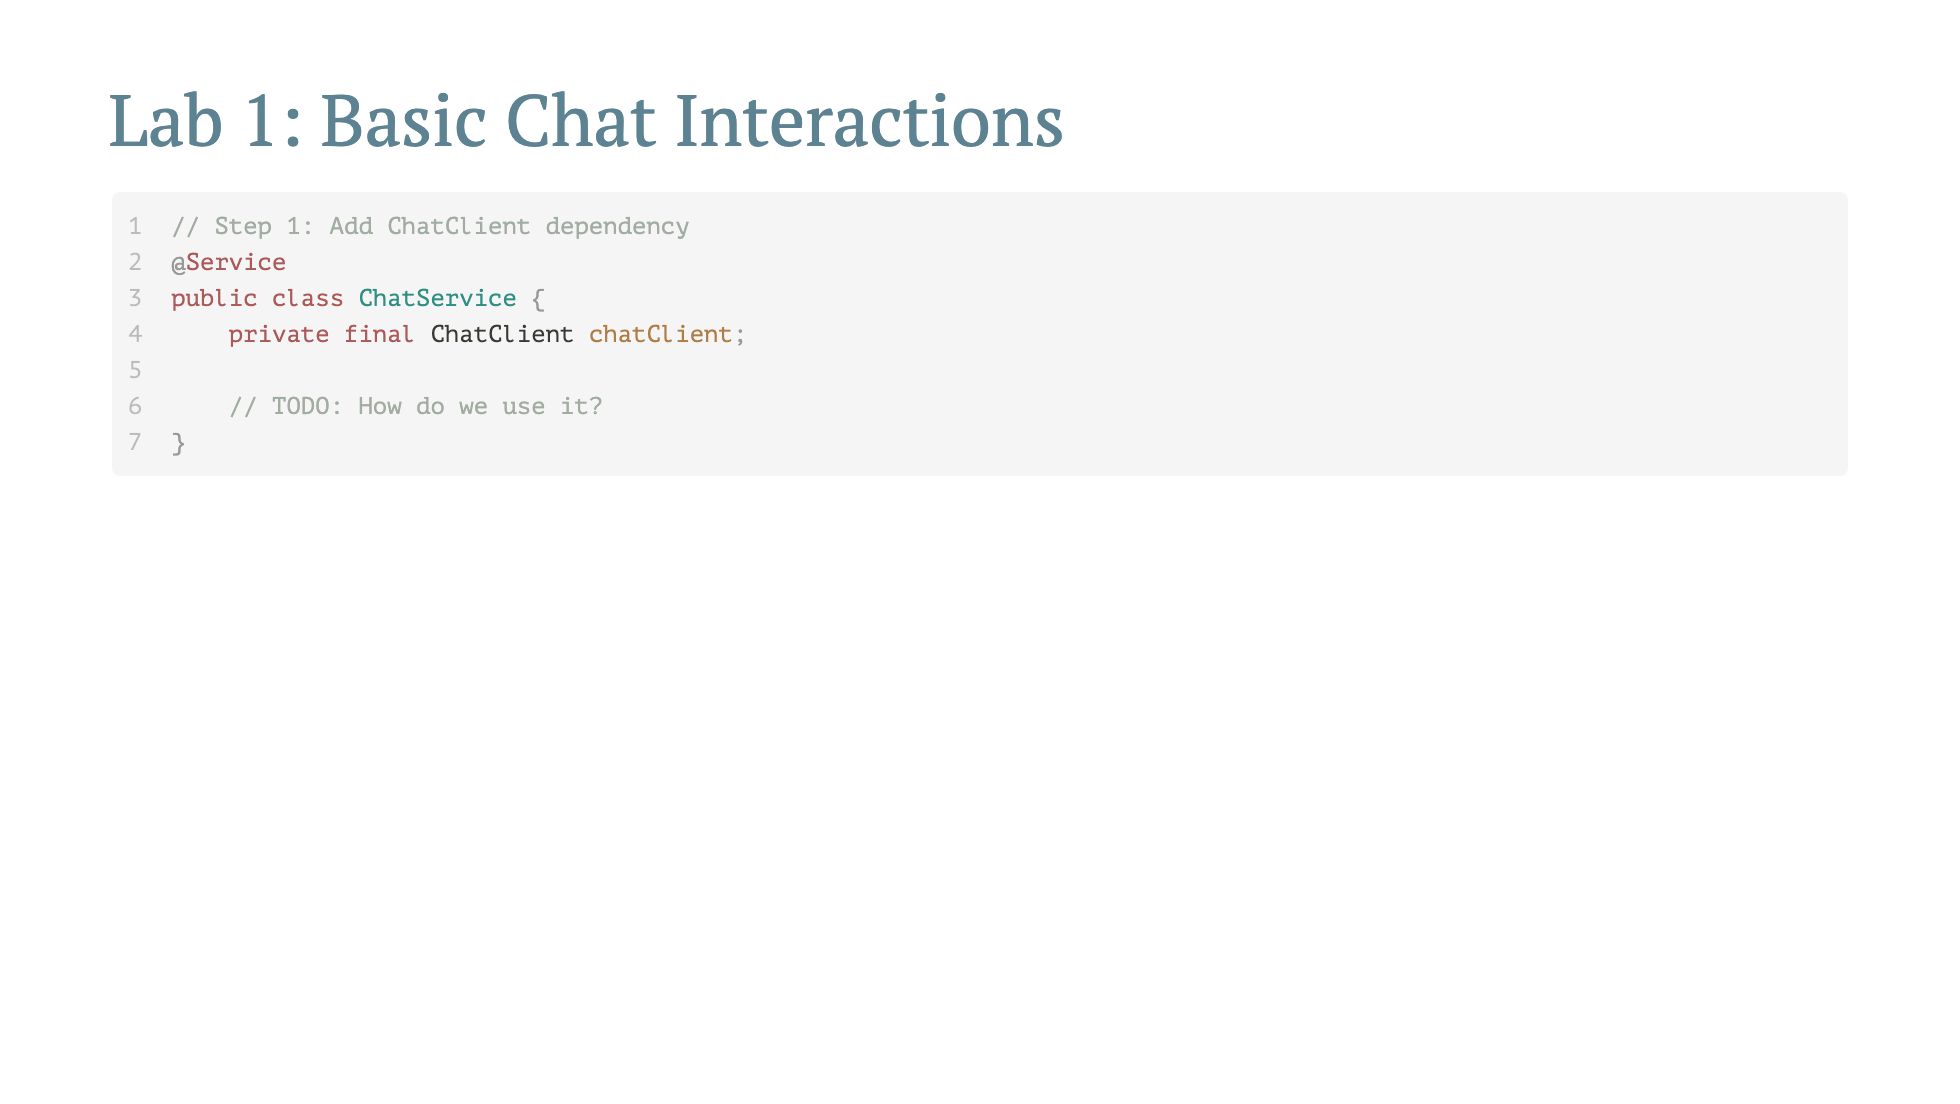 Lab 1: Basic Chat Interactions
1 // Step 1: Add ChatClient dependency
2 @Service
3 public class ChatService {
4     private final ChatClient chatClient;
5
6     // TODO: How do we use it?
7 }